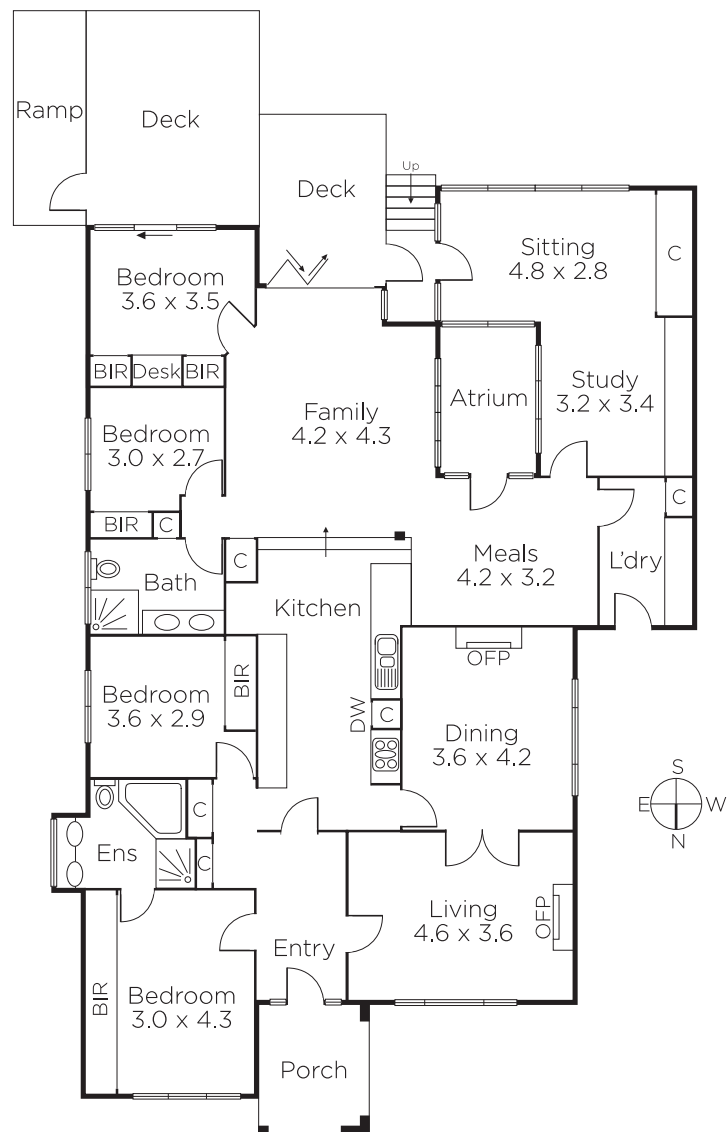 Ramp
Deck
Up
Deck
Sitting
4.8 x 2.8
C
Bedroom
3.6 x 3.5
BIR
Desk
BIR
Family
4.2 x 4.3
Atrium
Study
3.2 x 3.4
Bedroom
3.0 x 2.7
BIR
C
C
Meals
4.2 x 3.2
L'dry
C
Bath
Kitchen
OFP
Bedroom
3.6 x 2.9
BIR
DW
C
Dining
3.6 x 4.2
S
E
W
N
C
C
Ens
Living
4.6 x 3.6
OFP
Entry
BIR
Bedroom
3.0 x 4.3
Porch